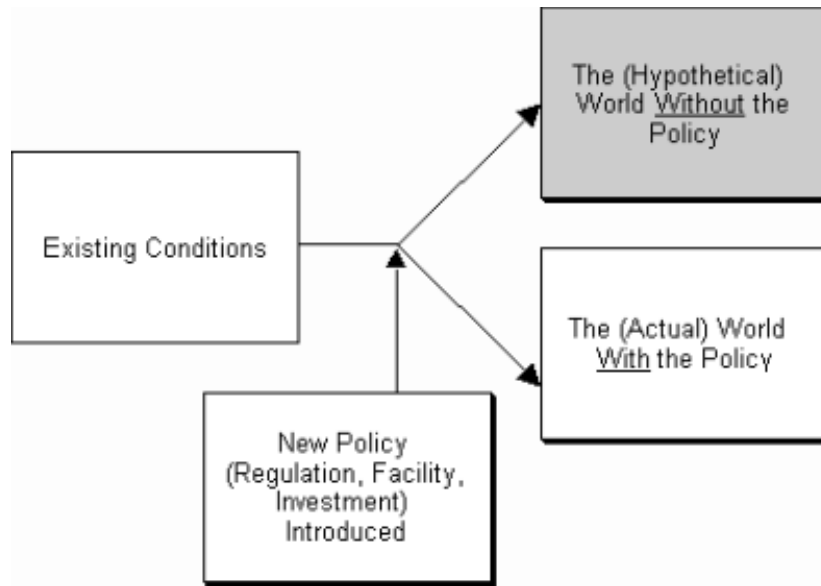 The (Hypothetical)
World Without the
Policy
Existing Conditions
The (Actual) World
With the Policy
New Policy
(Regulation, Facility,
Investment)
Introduced